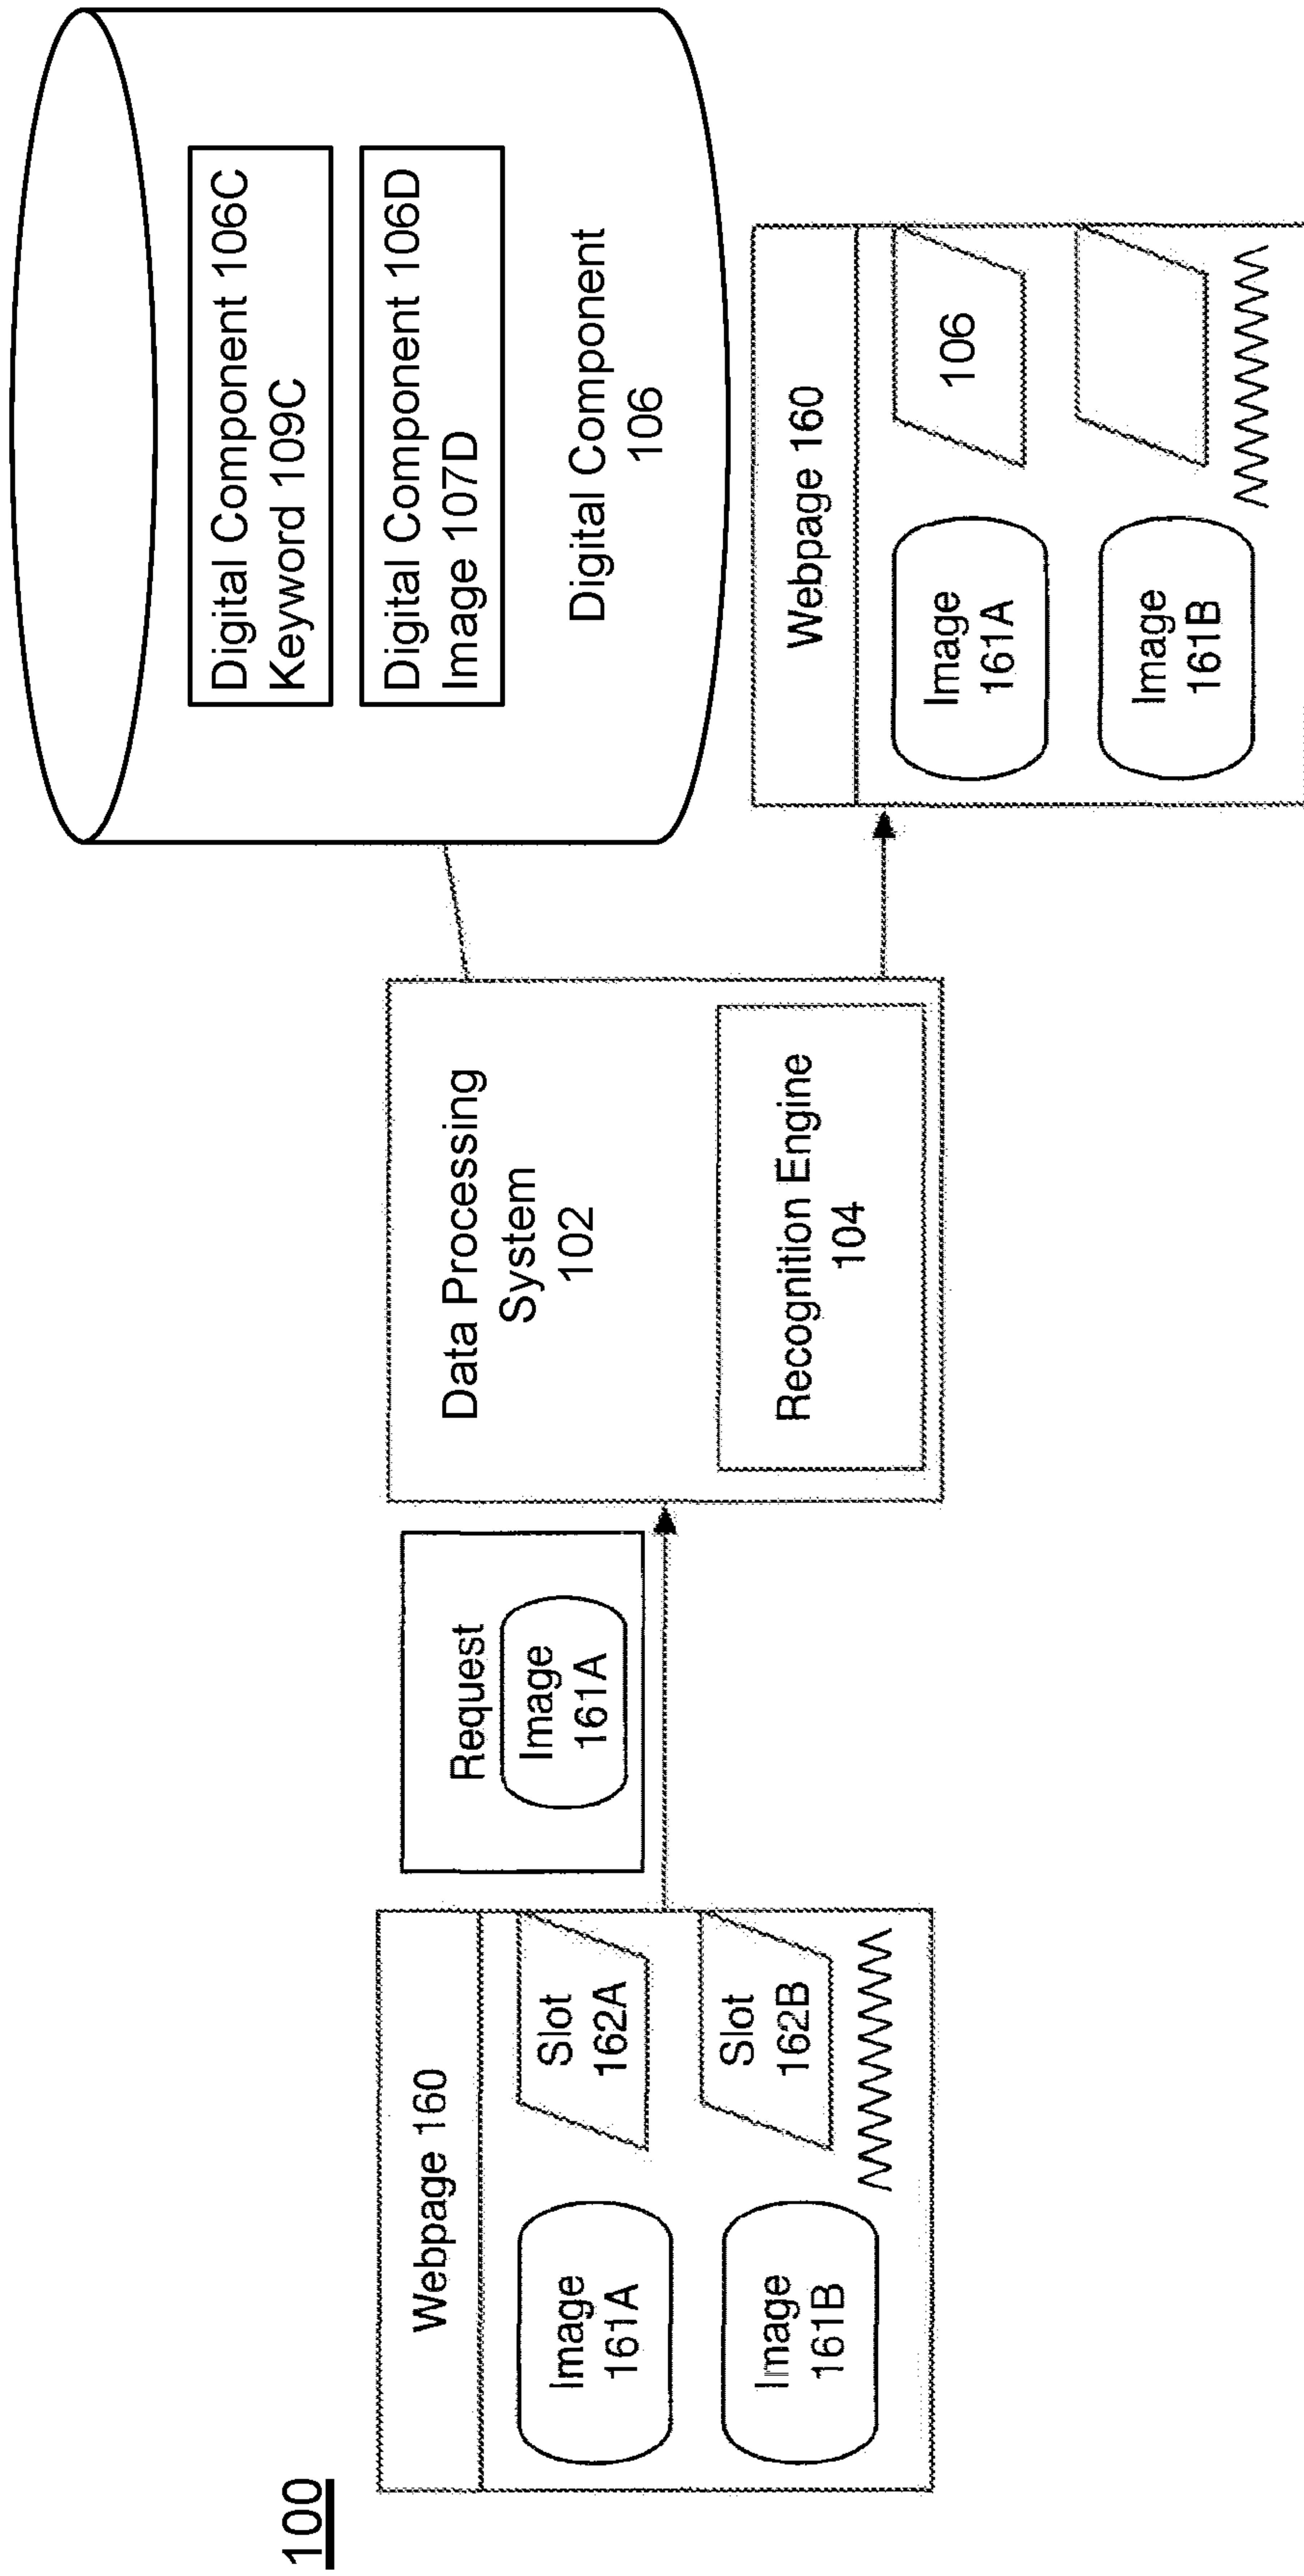 100
Webpage 160
Image
161A
Slot
162A
Image
161B
Slot
162B
Request
Image
161A
Data Processing
System
102
Recognition Engine
104
Digital Component 106C
Keyword 109C
Digital Component 106D
Image 107D
Digital Component
106
Webpage 160
Image
161A
106
Image
161B